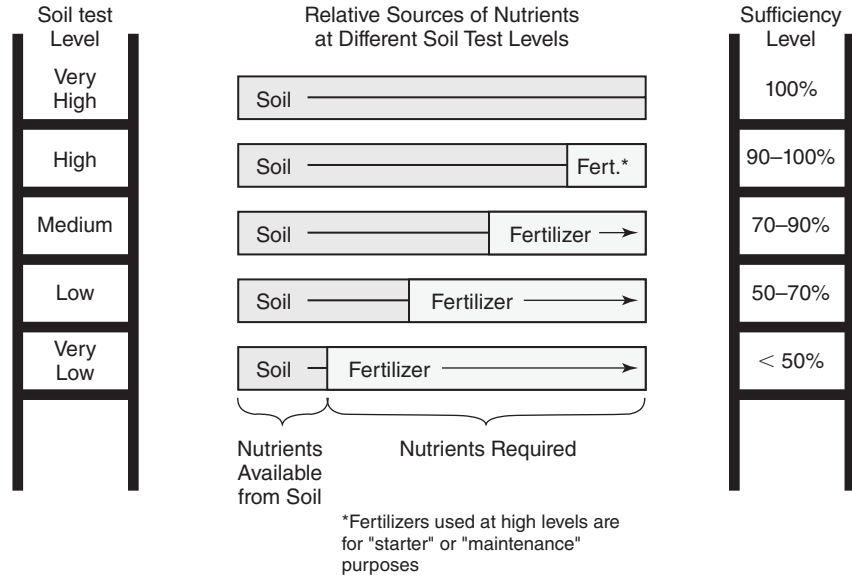 Soil test
Level
Relative Sources of Nutrients
at Different Soil Test Levels
Sufficiency
Level
Very
High
Soil
100%
High
Soil
Fert.*
90–100%
Medium
Soil
Fertilizer
70–90%
Low
Soil
Fertilizer
50–70%
Very
Low
Soil
Fertilizer
< 50%
Nutrients
Available
from Soil
Nutrients Required
*Fertilizers used at high levels are
for "starter" or "maintenance"
purposes